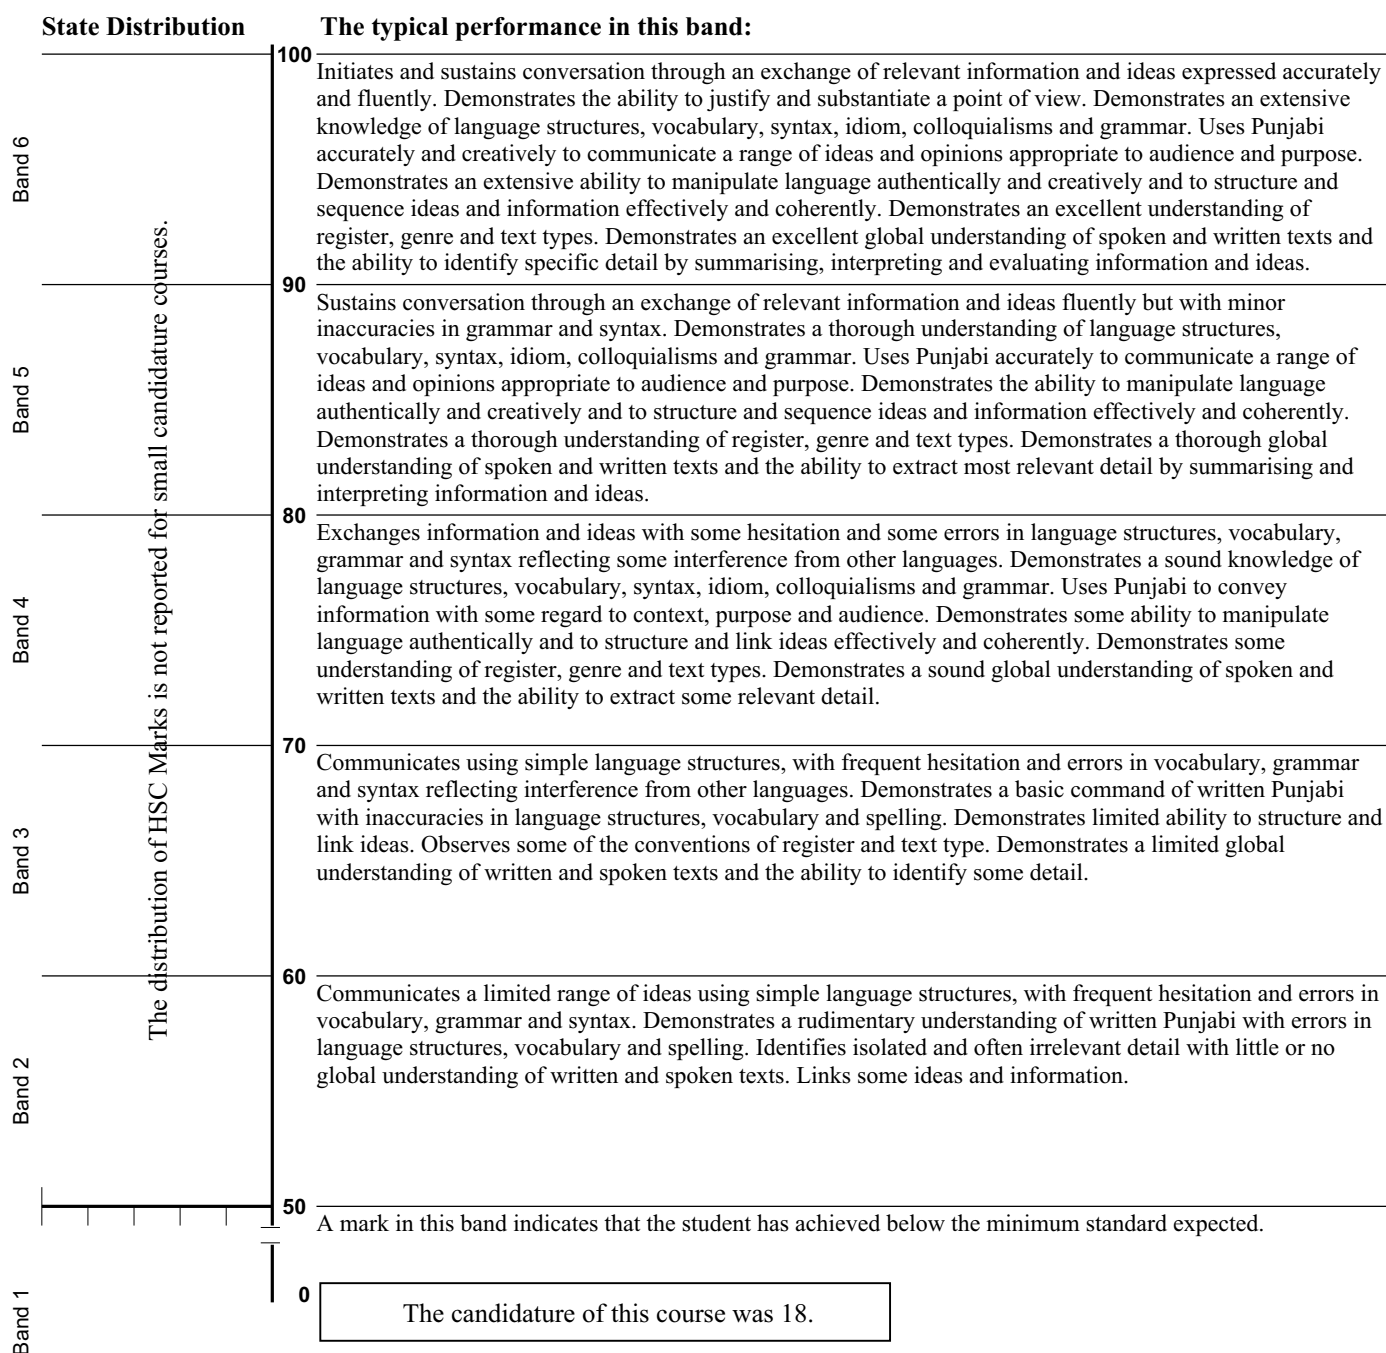 State Distribution
The typical performance in this band:
100
Band 6
Initiates and sustains conversation through an exchange of relevant information and ideas expressed accurately
and fluently. Demonstrates the ability to justify and substantiate a point of view. Demonstrates an extensive
knowledge of language structures, vocabulary, syntax, idiom, colloquialisms and grammar. Uses Punjabi
accurately and creatively to communicate a range of ideas and opinions appropriate to audience and purpose.
Demonstrates an extensive ability to manipulate language authentically and creatively and to structure and
sequence ideas and information effectively and coherently. Demonstrates an excellent understanding of
register, genre and text types. Demonstrates an excellent global understanding of spoken and written texts and
the ability to identify specific detail by summarising, interpreting and evaluating information and ideas.
The distribution of HSC Marks is not reported for small candidature courses.
90
Band 5
Sustains conversation through an exchange of relevant information and ideas fluently but with minor
inaccuracies in grammar and syntax. Demonstrates a thorough understanding of language structures,
vocabulary, syntax, idiom, colloquialisms and grammar. Uses Punjabi accurately to communicate a range of
ideas and opinions appropriate to audience and purpose. Demonstrates the ability to manipulate language
authentically and creatively and to structure and sequence ideas and information effectively and coherently.
Demonstrates a thorough understanding of register, genre and text types. Demonstrates a thorough global
understanding of spoken and written texts and the ability to extract most relevant detail by summarising and
interpreting information and ideas.
80
Band 4
Exchanges information and ideas with some hesitation and some errors in language structures, vocabulary,
grammar and syntax reflecting some interference from other languages. Demonstrates a sound knowledge of
language structures, vocabulary, syntax, idiom, colloquialisms and grammar. Uses Punjabi to convey
information with some regard to context, purpose and audience. Demonstrates some ability to manipulate
language authentically and to structure and link ideas effectively and coherently. Demonstrates some
understanding of register, genre and text types. Demonstrates a sound global understanding of spoken and
written texts and the ability to extract some relevant detail.
70
Band 3
Communicates using simple language structures, with frequent hesitation and errors in vocabulary, grammar
and syntax reflecting interference from other languages. Demonstrates a basic command of written Punjabi
with inaccuracies in language structures, vocabulary and spelling. Demonstrates limited ability to structure and
link ideas. Observes some of the conventions of register and text type. Demonstrates a limited global
understanding of written and spoken texts and the ability to identify some detail.
60
Band 2
Communicates a limited range of ideas using simple language structures, with frequent hesitation and errors in
vocabulary, grammar and syntax. Demonstrates a rudimentary understanding of written Punjabi with errors in
language structures, vocabulary and spelling. Identifies isolated and often irrelevant detail with little or no
global understanding of written and spoken texts. Links some ideas and information.
50
A mark in this band indicates that the student has achieved below the minimum standard expected.
Band 1
0
The candidature of this course was 18.